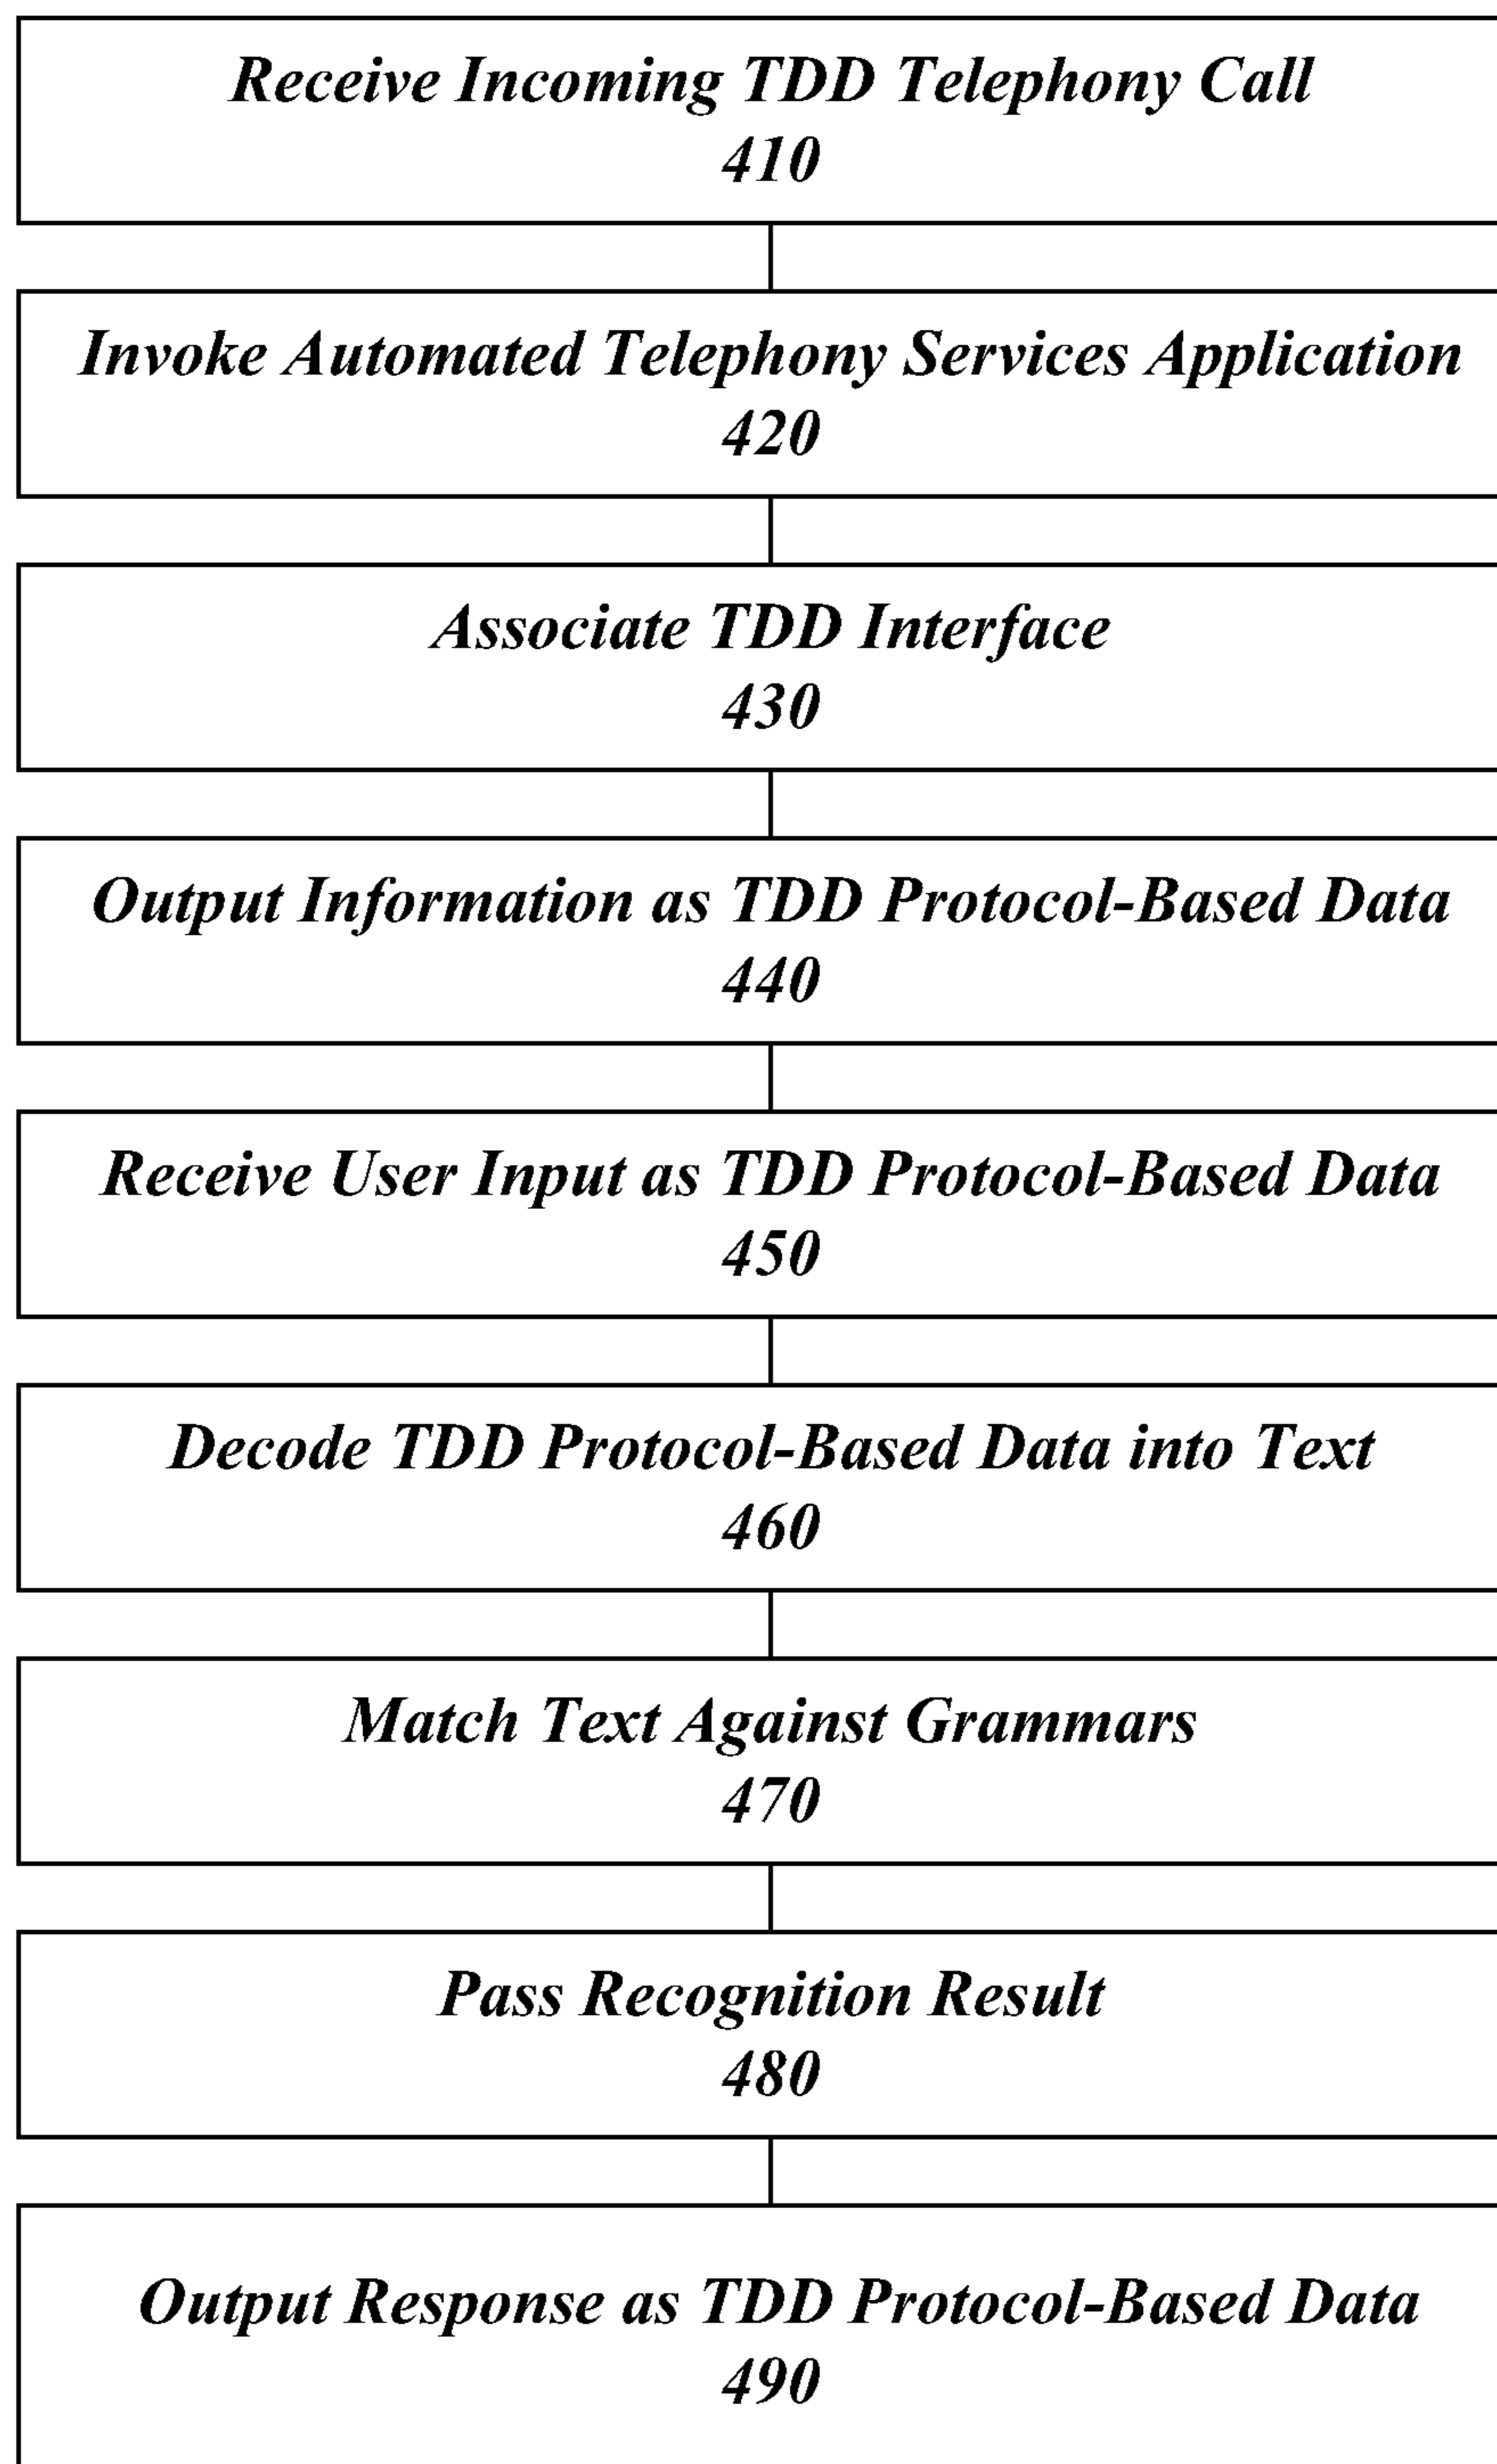 Receive Incoming TDD Telephony Call
410
Invoke Automated Telephony Services Application
420
Associate TDD Interface
430
Output Information as TDD Protocol-Based Data
440
Receive User Input as TDD Protocol-Based Data
450
Decode TDD Protocol-Based Data into Text
460
Match Text Against Grammars
470
Pass Recognition Result
480
Output Response as TDD Protocol-Based Data
490